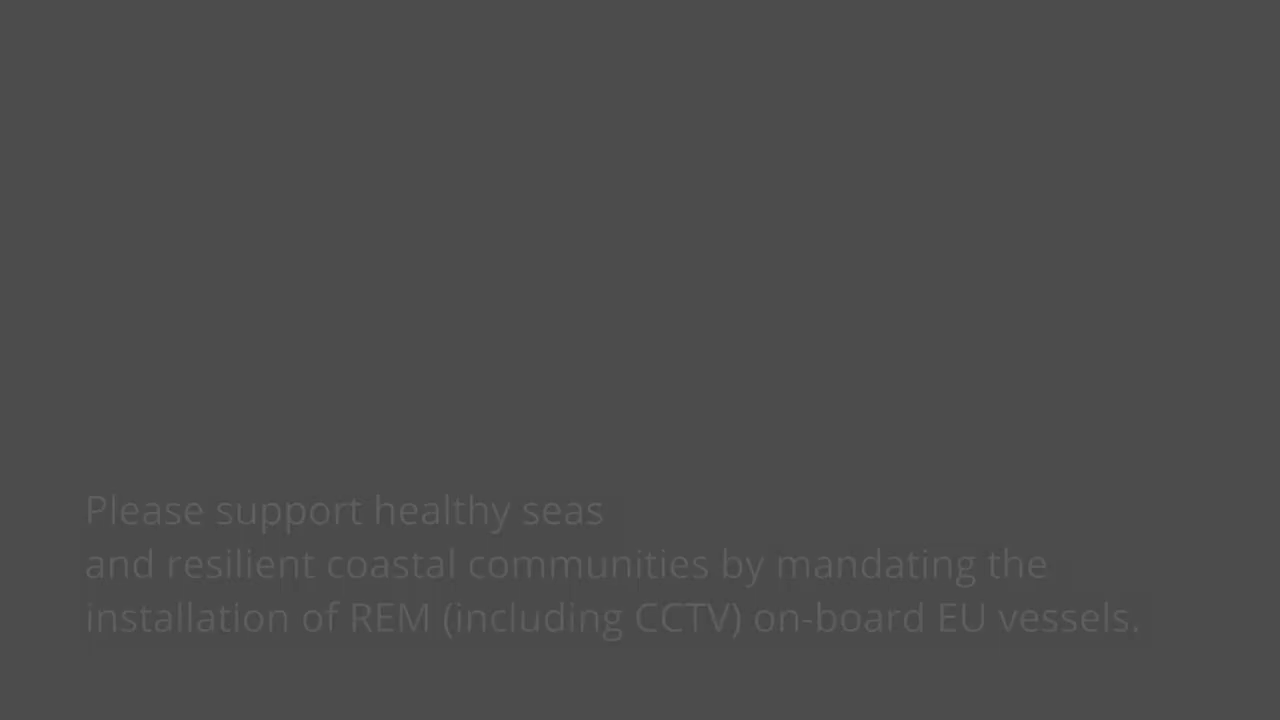 Please support healthy seas
and resilient coastal communities by mandating the
installation of REM (including CCTV) on-board EU vessels.